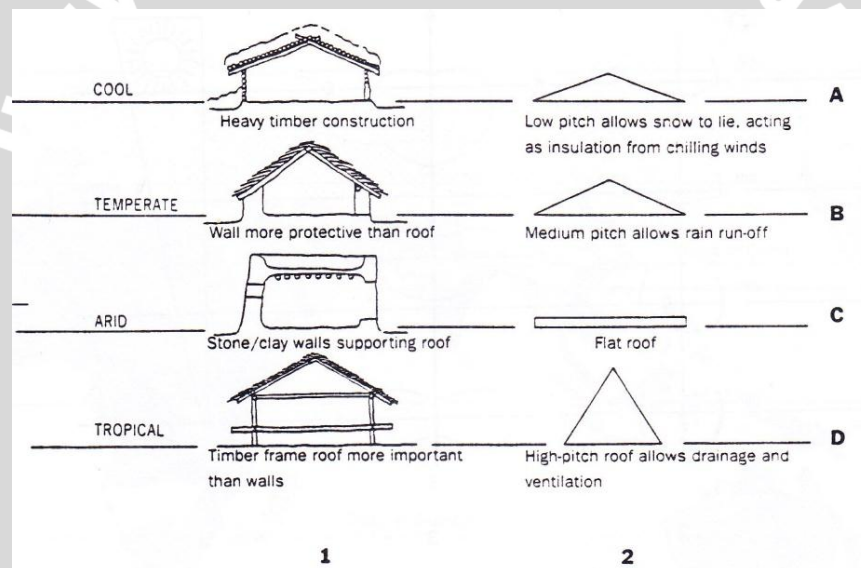 COOL
Heavy timber construction
Low pitch allows snow to lie, acting
as insulation from chilling winds
A
TEMPERATE
Wall more protective than roof
Medium pitch allows rain run-off
B
ARID
Stone/clay walls supporting roof
Flat roof
C
TROPICAL
Timber frame roof more important
than walls
High-pitch roof allows drainage and
ventilation
D
1
2